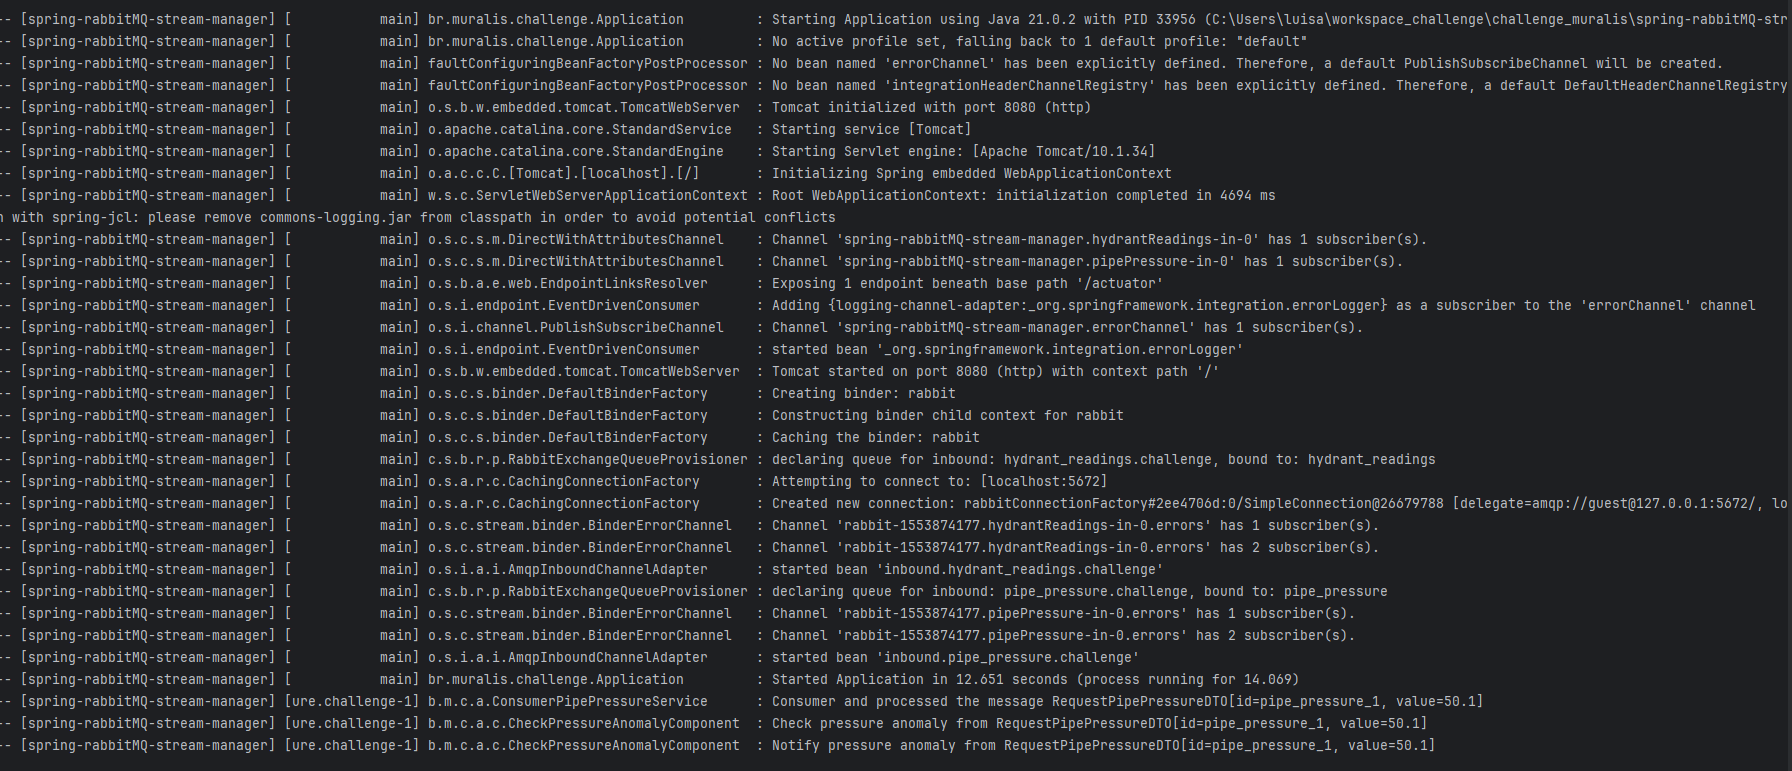 -- [spring-rabbitMQ-stream-manager] [           main] br.muralis.challenge.Application         : Starting Application using Java 21.0.2 with PID 33956 (C:\Users\luisa\workspace_challenge\challenge_muralis\spring-rabbitMQ-str
-- [spring-rabbitMQ-stream-manager] [           main] br.muralis.challenge.Application         : No active profile set, falling back to 1 default profile: "default"
-- [spring-rabbitMQ-stream-manager] [           main] faultConfiguringBeanFactoryPostProcessor : No bean named 'errorChannel' has been explicitly defined. Therefore, a default PublishSubscribeChannel will be created.
-- [spring-rabbitMQ-stream-manager] [           main] faultConfiguringBeanFactoryPostProcessor : No bean named 'integrationHeaderChannelRegistry' has been explicitly defined. Therefore, a default DefaultHeaderChannelRegistry
-- [spring-rabbitMQ-stream-manager] [           main] o.s.b.w.embedded.tomcat.TomcatWebServer  : Tomcat initialized with port 8080 (http)
-- [spring-rabbitMQ-stream-manager] [           main] o.apache.catalina.core.StandardService   : Starting service [Tomcat]
-- [spring-rabbitMQ-stream-manager] [           main] o.apache.catalina.core.StandardEngine    : Starting Servlet engine: [Apache Tomcat/10.1.34]
-- [spring-rabbitMQ-stream-manager] [           main] o.a.c.c.C.[Tomcat].[localhost].[/]       : Initializing Spring embedded WebApplicationContext
-- [spring-rabbitMQ-stream-manager] [           main] w.s.c.ServletWebServerApplicationContext : Root WebApplicationContext: initialization completed in 4694 ms
n with spring-jcl: please remove commons-logging.jar from classpath in order to avoid potential conflicts
-- [spring-rabbitMQ-stream-manager] [           main] o.s.c.s.m.DirectWithAttributesChannel    : Channel 'spring-rabbitMQ-stream-manager.hydrantReadings-in-0' has 1 subscriber(s).
-- [spring-rabbitMQ-stream-manager] [           main] o.s.c.s.m.DirectWithAttributesChannel    : Channel 'spring-rabbitMQ-stream-manager.pipePressure-in-0' has 1 subscriber(s).
-- [spring-rabbitMQ-stream-manager] [           main] o.s.b.a.e.web.EndpointLinksResolver      : Exposing 1 endpoint beneath base path '/actuator'
-- [spring-rabbitMQ-stream-manager] [           main] o.s.i.endpoint.EventDrivenConsumer       : Adding {logging-channel-adapter:_org.springframework.integration.errorLogger} as a subscriber to the 'errorChannel' channel
-- [spring-rabbitMQ-stream-manager] [           main] o.s.i.channel.PublishSubscribeChannel    : Channel 'spring-rabbitMQ-stream-manager.errorChannel' has 1 subscriber(s).
-- [spring-rabbitMQ-stream-manager] [           main] o.s.i.endpoint.EventDrivenConsumer       : started bean '_org.springframework.integration.errorLogger'
-- [spring-rabbitMQ-stream-manager] [           main] o.s.b.w.embedded.tomcat.TomcatWebServer  : Tomcat started on port 8080 (http) with context path '/'
-- [spring-rabbitMQ-stream-manager] [           main] o.s.c.s.binder.DefaultBinderFactory      : Creating binder: rabbit
-- [spring-rabbitMQ-stream-manager] [           main] o.s.c.s.binder.DefaultBinderFactory      : Constructing binder child context for rabbit
-- [spring-rabbitMQ-stream-manager] [           main] o.s.c.s.binder.DefaultBinderFactory      : Caching the binder: rabbit
-- [spring-rabbitMQ-stream-manager] [           main] c.s.b.r.p.RabbitExchangeQueueProvisioner : declaring queue for inbound: hydrant_readings.challenge, bound to: hydrant_readings
-- [spring-rabbitMQ-stream-manager] [           main] o.s.a.r.c.CachingConnectionFactory       : Attempting to connect to: [localhost:5672]
-- [spring-rabbitMQ-stream-manager] [           main] o.s.a.r.c.CachingConnectionFactory       : Created new connection: rabbitConnectionFactory#2ee4706d:0/SimpleConnection@26679788 [delegate=amqp://guest@127.0.0.1:5672/, lo
-- [spring-rabbitMQ-stream-manager] [           main] o.s.c.stream.binder.BinderErrorChannel   : Channel 'rabbit-1553874177.hydrantReadings-in-0.errors' has 1 subscriber(s).
-- [spring-rabbitMQ-stream-manager] [           main] o.s.c.stream.binder.BinderErrorChannel   : Channel 'rabbit-1553874177.hydrantReadings-in-0.errors' has 2 subscriber(s).
-- [spring-rabbitMQ-stream-manager] [           main] o.s.i.a.i.AmqpInboundChannelAdapter      : started bean 'inbound.hydrant_readings.challenge'
-- [spring-rabbitMQ-stream-manager] [           main] c.s.b.r.p.RabbitExchangeQueueProvisioner : declaring queue for inbound: pipe_pressure.challenge, bound to: pipe_pressure
-- [spring-rabbitMQ-stream-manager] [           main] o.s.c.stream.binder.BinderErrorChannel   : Channel 'rabbit-1553874177.pipePressure-in-0.errors' has 1 subscriber(s).
-- [spring-rabbitMQ-stream-manager] [           main] o.s.c.stream.binder.BinderErrorChannel   : Channel 'rabbit-1553874177.pipePressure-in-0.errors' has 2 subscriber(s).
-- [spring-rabbitMQ-stream-manager] [           main] o.s.i.a.i.AmqpInboundChannelAdapter      : started bean 'inbound.pipe_pressure.challenge'
-- [spring-rabbitMQ-stream-manager] [           main] br.muralis.challenge.Application         : Started Application in 12.651 seconds (process running for 14.069)
-- [spring-rabbitMQ-stream-manager] [ure.challenge-1] b.m.c.a.ConsumerPipePressureService      : Consumer and processed the message RequestPipePressureDTO[id=pipe_pressure_1, value=50.1]
-- [spring-rabbitMQ-stream-manager] [ure.challenge-1] b.m.c.a.c.CheckPressureAnomalyComponent  : Check pressure anomaly from RequestPipePressureDTO[id=pipe_pressure_1, value=50.1]
-- [spring-rabbitMQ-stream-manager] [ure.challenge-1] b.m.c.a.c.CheckPressureAnomalyComponent  : Notify pressure anomaly from RequestPipePressureDTO[id=pipe_pressure_1, value=50.1]